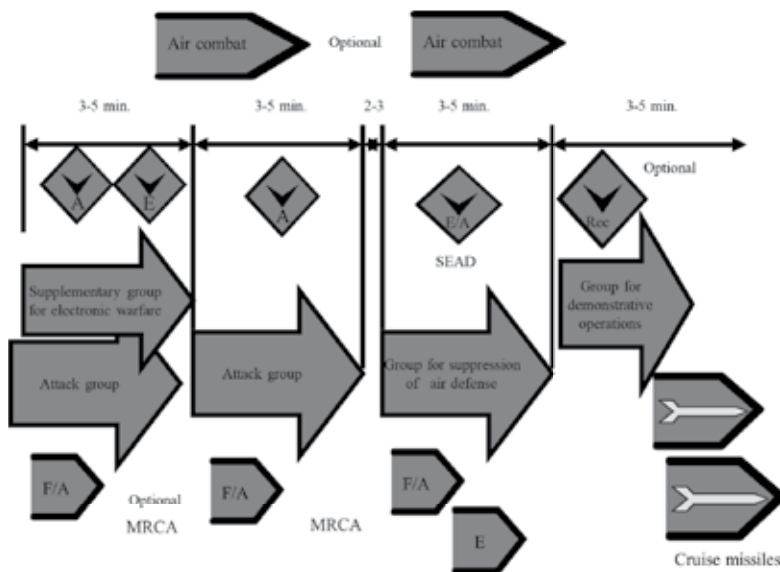 Air combat
Optional
Air combat
3-5 min.
3-5 min.
2-3
3-5 min.
3-5 min.
Optional
A
E
A
E/A
Rec
SEAD
Supplementary group
for electronic warfare
Group for
demonstrative
operations
Attack group
Attack group
Group for suppression
of air defense
F/A
Optional
MRCA
F/A
MRCA
F/A
E
Cruise missiles